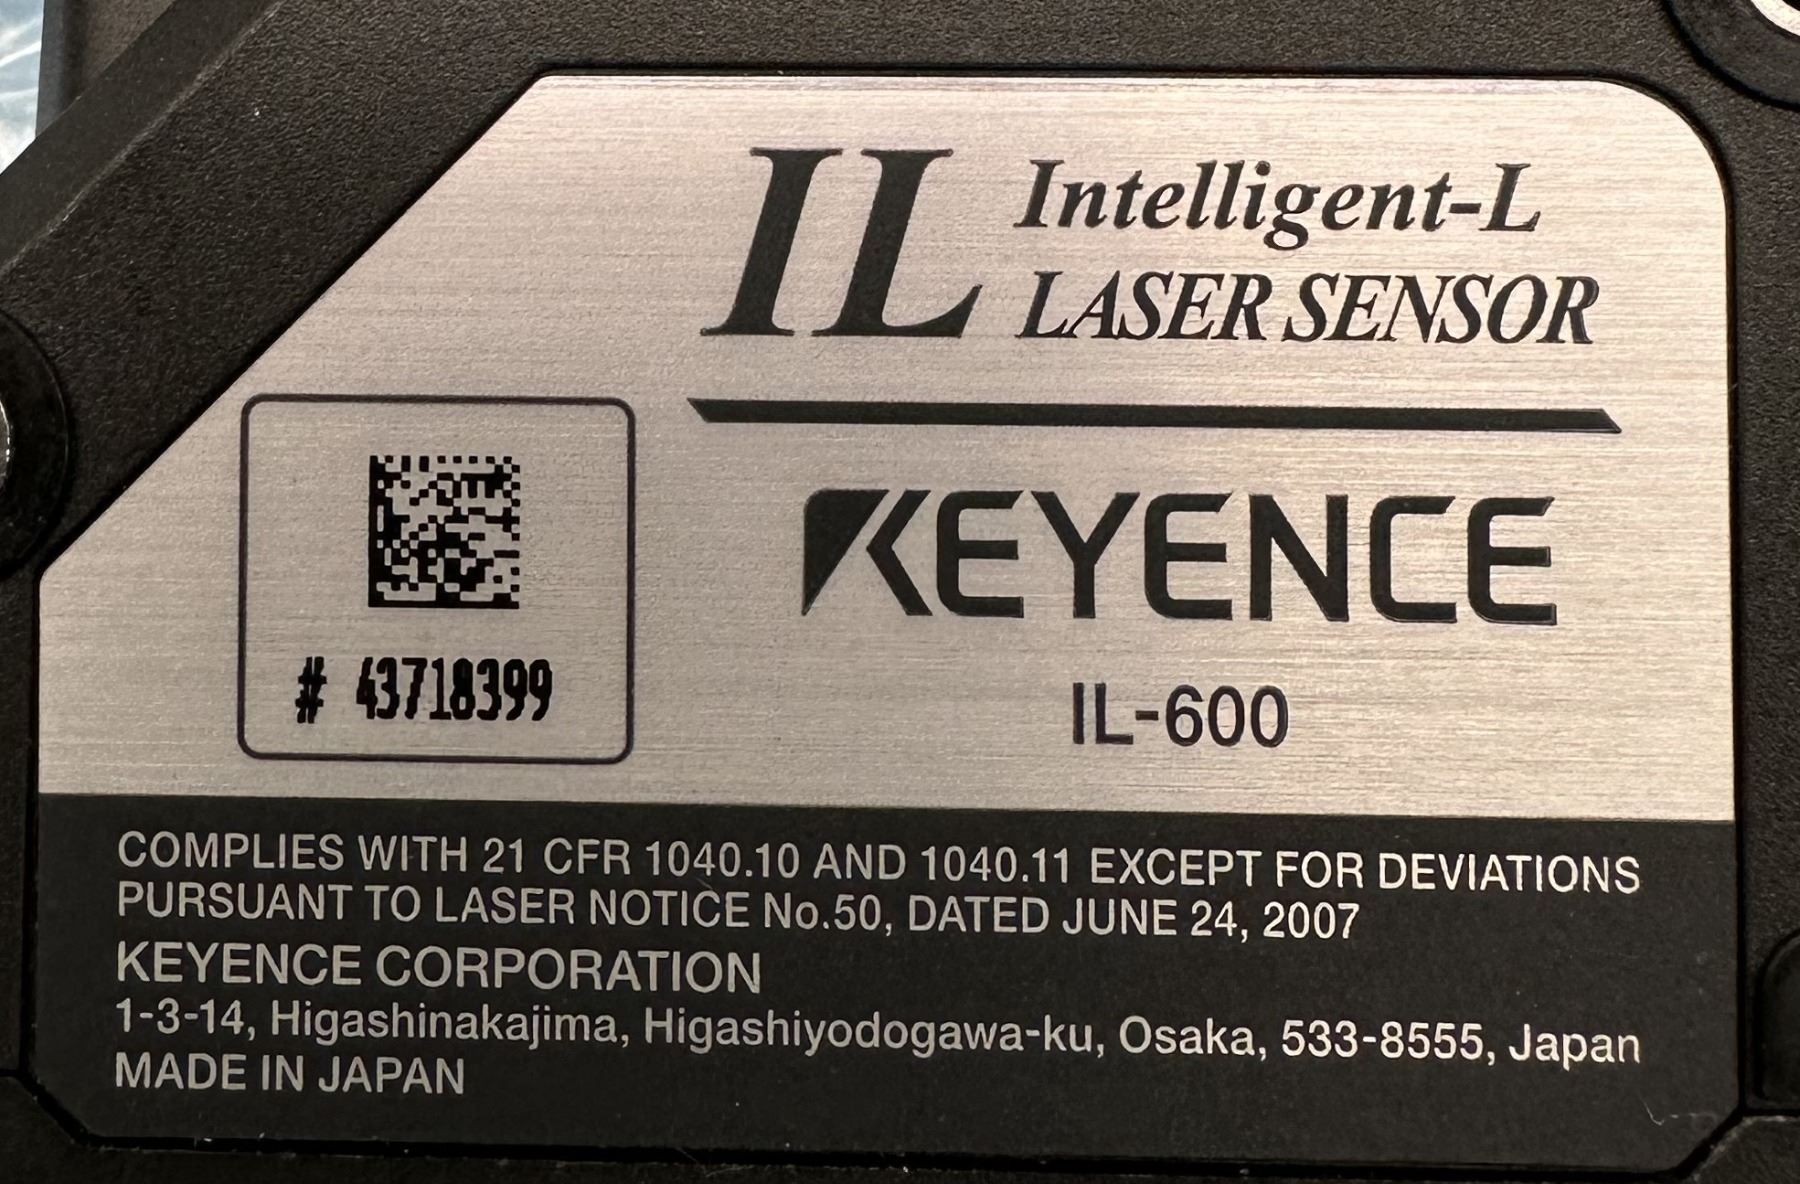 IL Intelligent-L
LASER SENSOR
KEYENCE
IL-600
# 43718399
COMPLIES WITH 21 CFR 1040.10 AND 1040.11 EXCEPT FOR DEVIATIONS
PURSUANT TO LASER NOTICE No.50, DATED JUNE 24, 2007
KEYENCE CORPORATION
1-3-14, Higashinakajima, Higashiyodogawa-ku, Osaka, 533-8555, Japan
MADE IN JAPAN